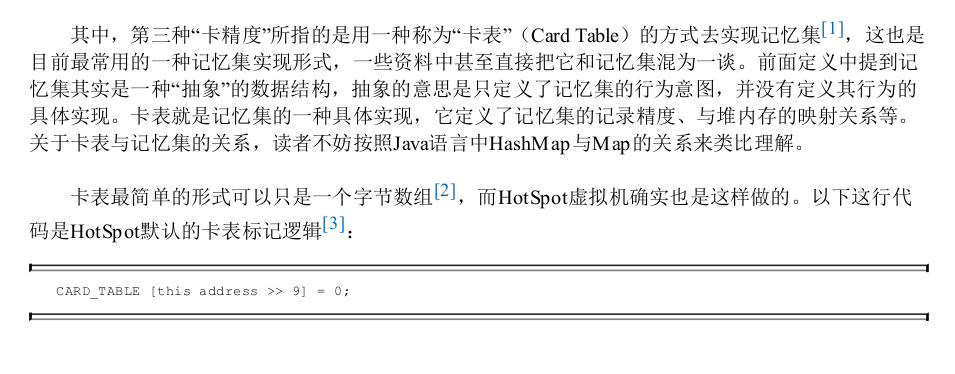 其中，第三种“卡精度”所指的是用一种称为“卡表”（Card Table）的方式去实现记忆集[1]，这也是
目前最常用的一种记忆集实现形式，一些资料中甚至直接把它和记忆集混为一谈。前面定义中提到记
忆集其实是一种“抽象”的数据结构，抽象的意思是只定义了记忆集的行为意图，并没有定义其行为的
具体实现。卡表就是记忆集的一种具体实现，它定义了记忆集的记录精度、与堆内存的映射关系等。
关于卡表与记忆集的关系，读者不妨按照Java语言中HashMap与Map的关系来类比理解。
卡表最简单的形式可以只是一个字节数组[2]，而HotSpot虚拟机确实也是这样做的。以下这行代
码是HotSpot默认的卡表标记逻辑[3]：
CARD_TABLE [this address >> 9] = 0;